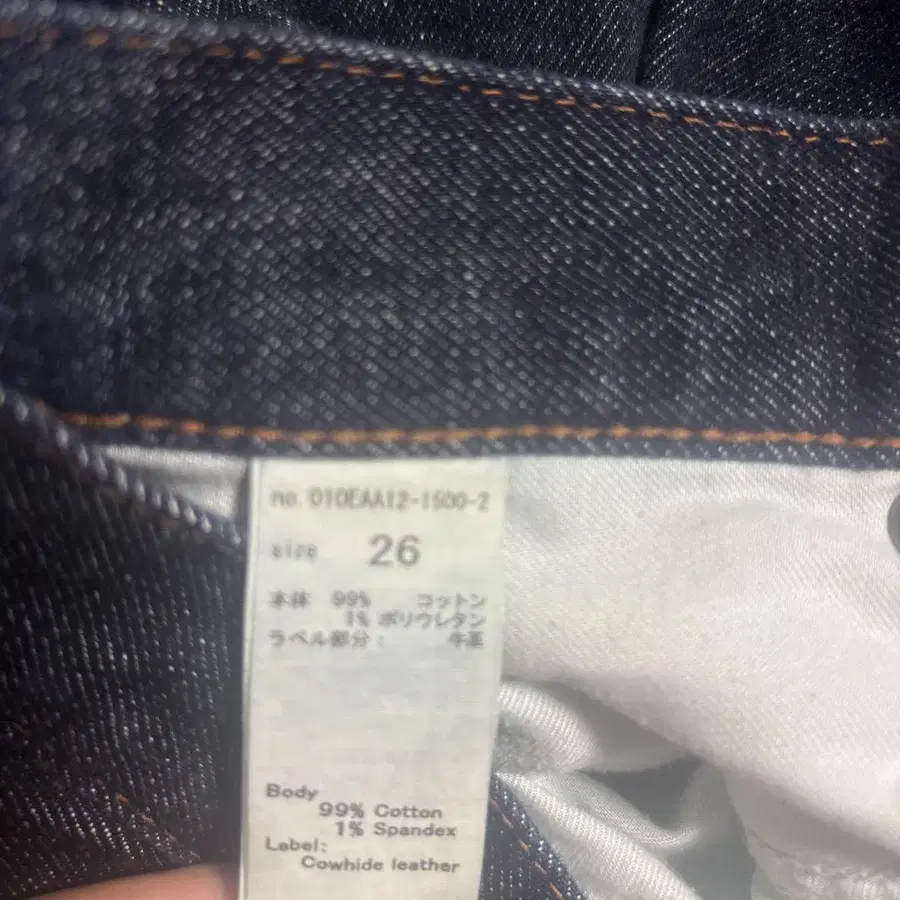 no. 010EAA12-1500-2
size 26
本体 99% コットン
1% ポリウレタン
ラベル部分: 牛革
Body
99% Cotton
1% Spandex
Label:
Cowhide leather